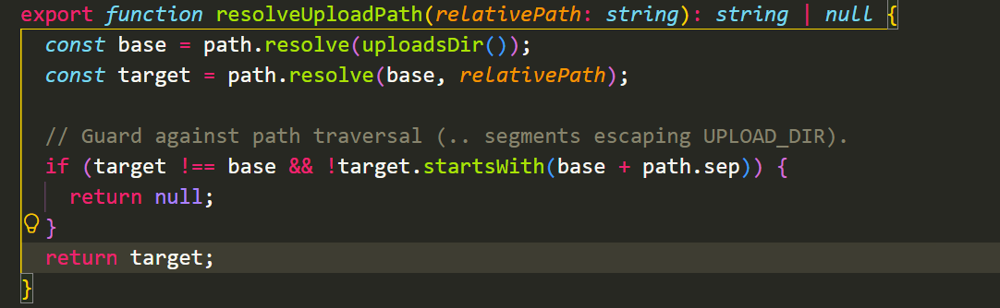 export function resolveUploadPath(relativePath: string): string | null {
  const base = path.resolve(uploadsDir());
  const target = path.resolve(base, relativePath);

  // Guard against path traversal (.. segments escaping UPLOAD_DIR).
  if (target !== base && !target.startsWith(base + path.sep)) {
    return null;
  }
  return target;
}